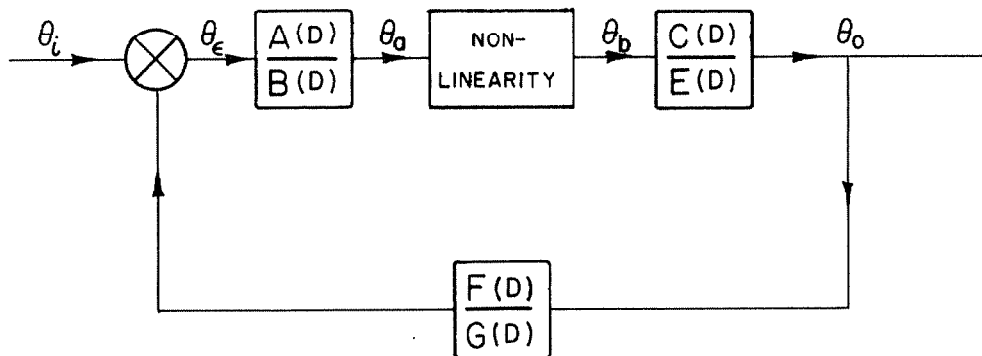 θi
θϵ
A(D)
B(D)
θa
NON-
LINEARITY
θb
C(D)
E(D)
θo
F(D)
G(D)